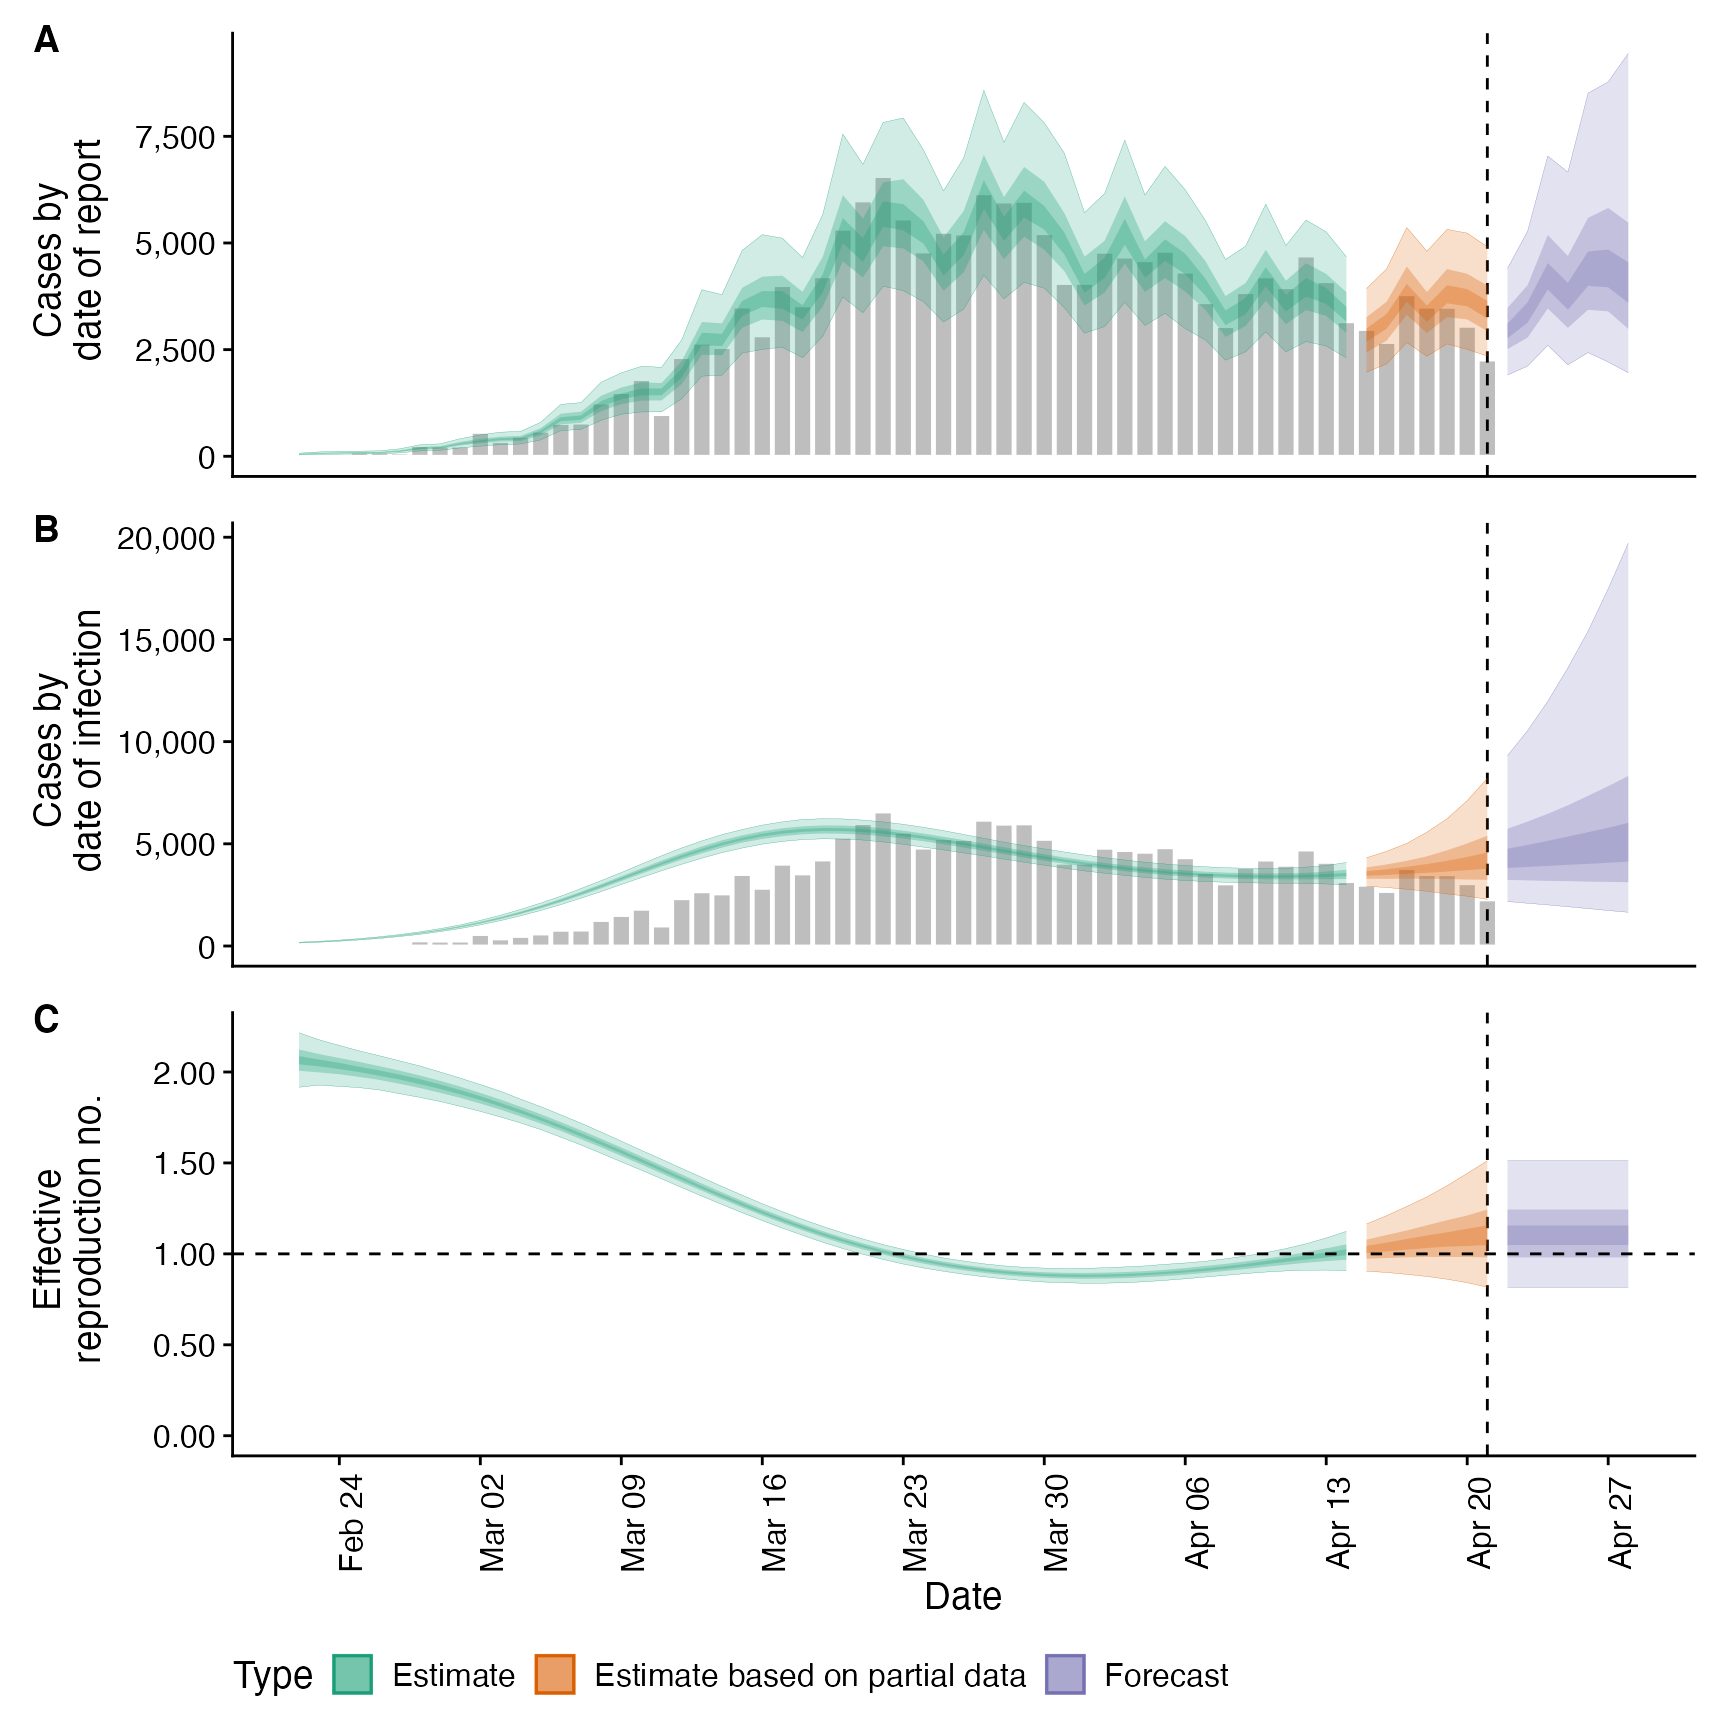 A
Cases by
date of report
7,500
5,000
2,500
0
B
Cases by
date of infection
20,000
15,000
10,000
5,000
0
C
Effective
reproduction no.
2.00
1.50
1.00
0.50
0.00
Feb 24
Mar 02
Mar 09
Mar 16
Mar 23
Mar 30
Apr 06
Apr 13
Apr 20
Apr 27
Date
Type Estimate Estimate based on partial data Forecast